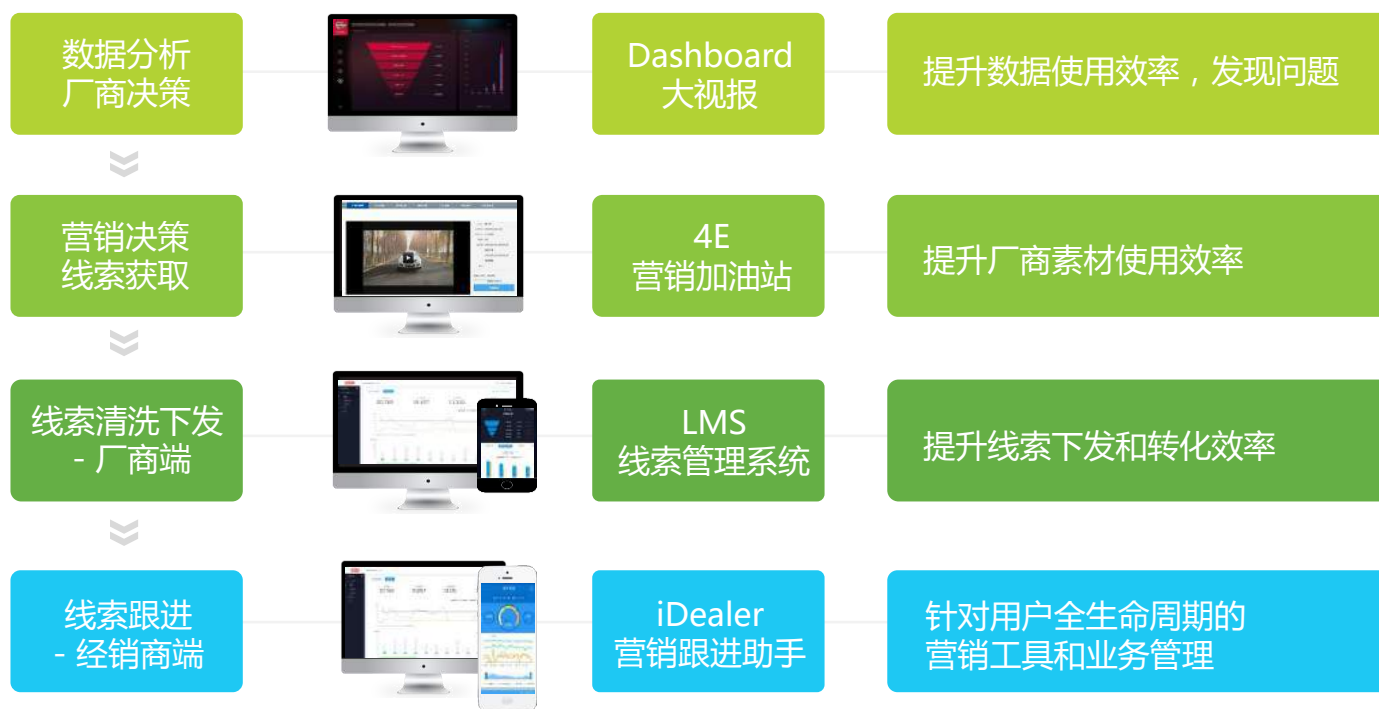 数据分析
厂商决策
Dashboard
大视报
提升数据使用效率，发现问题
营销决策
线索获取
4E
营销加油站
提升厂商素材使用效率
线索清洗下发
- 厂商端
LMS
线索管理系统
提升线索下发和转化效率
线索跟进
- 经销商端
iDealer
营销跟进助手
针对用户全生命周期的
营销工具和业务管理